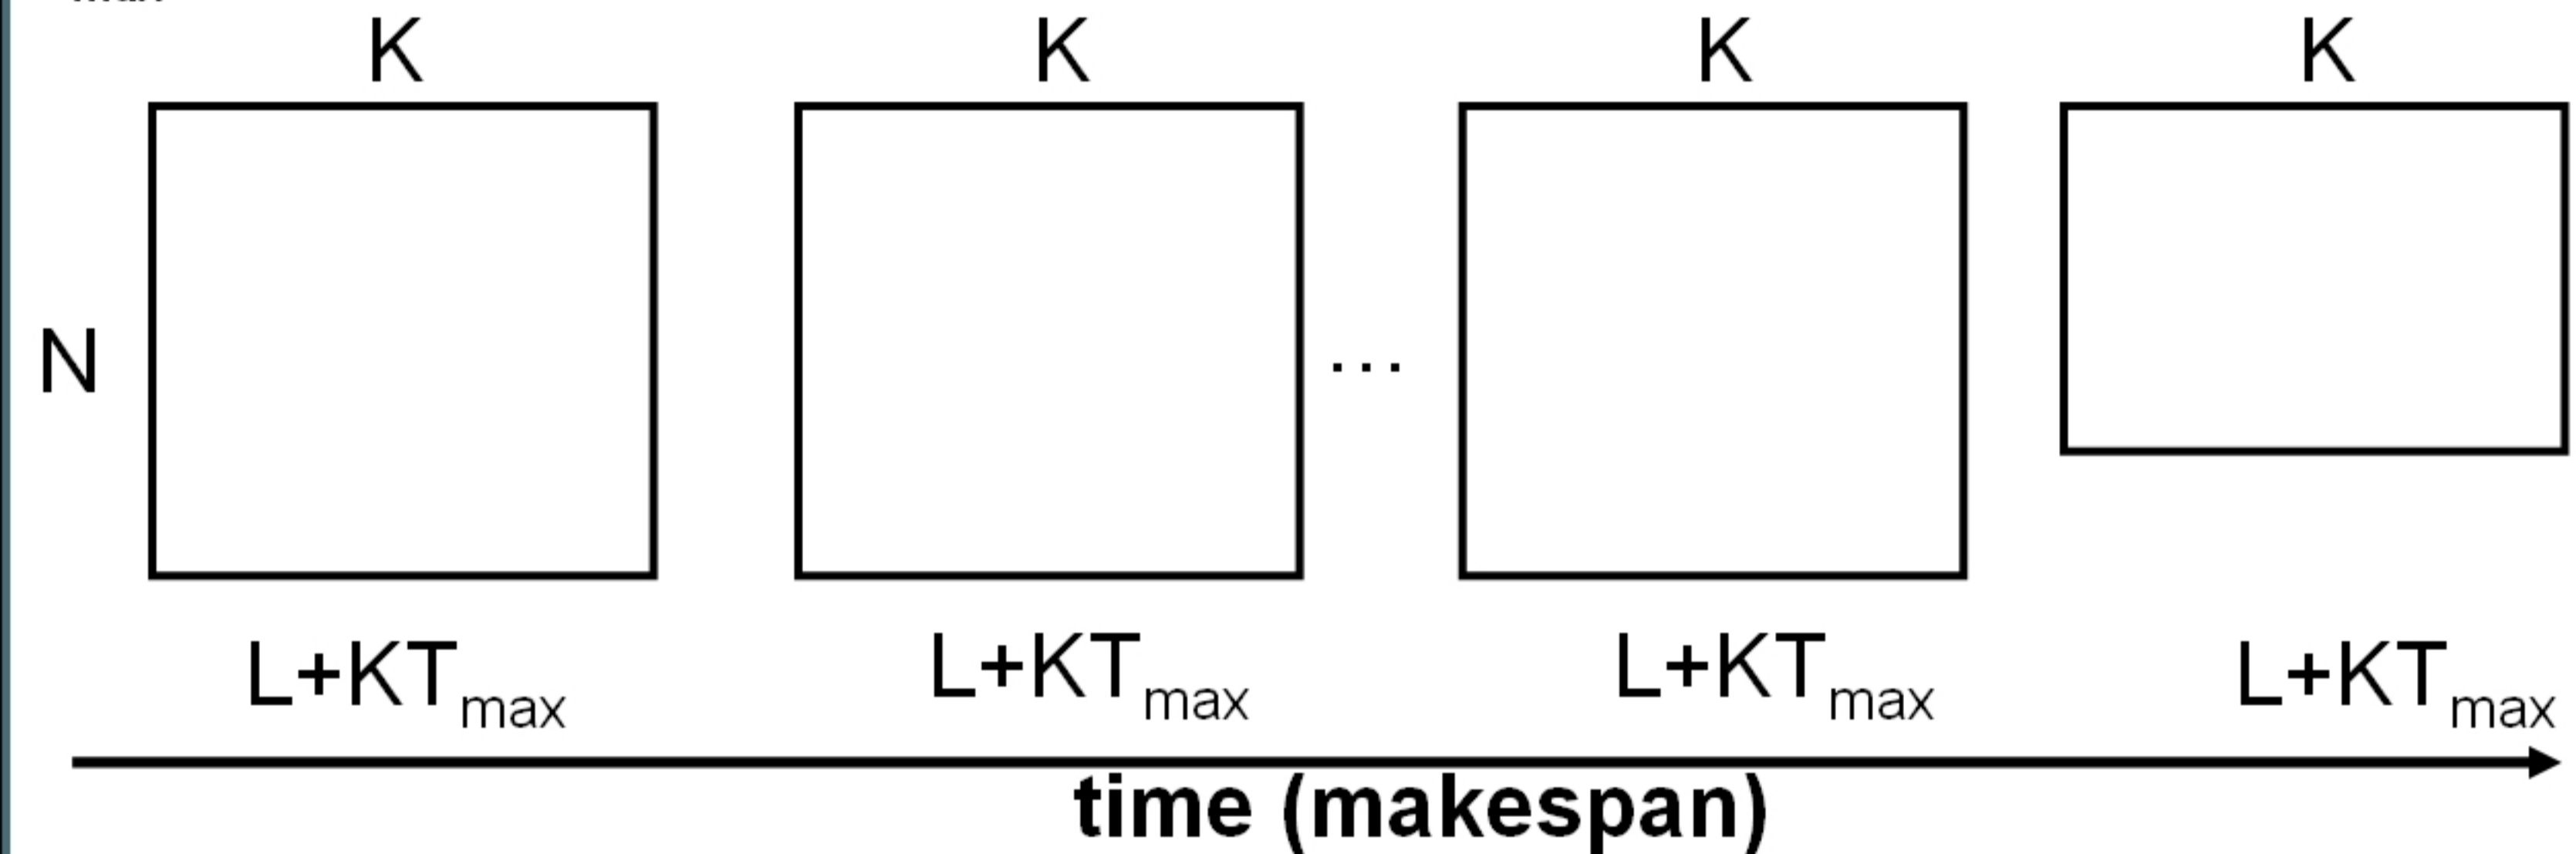 K K K K
N ...
L+KTmax L+KTmax L+KTmax L+KTmax
time (makespan)